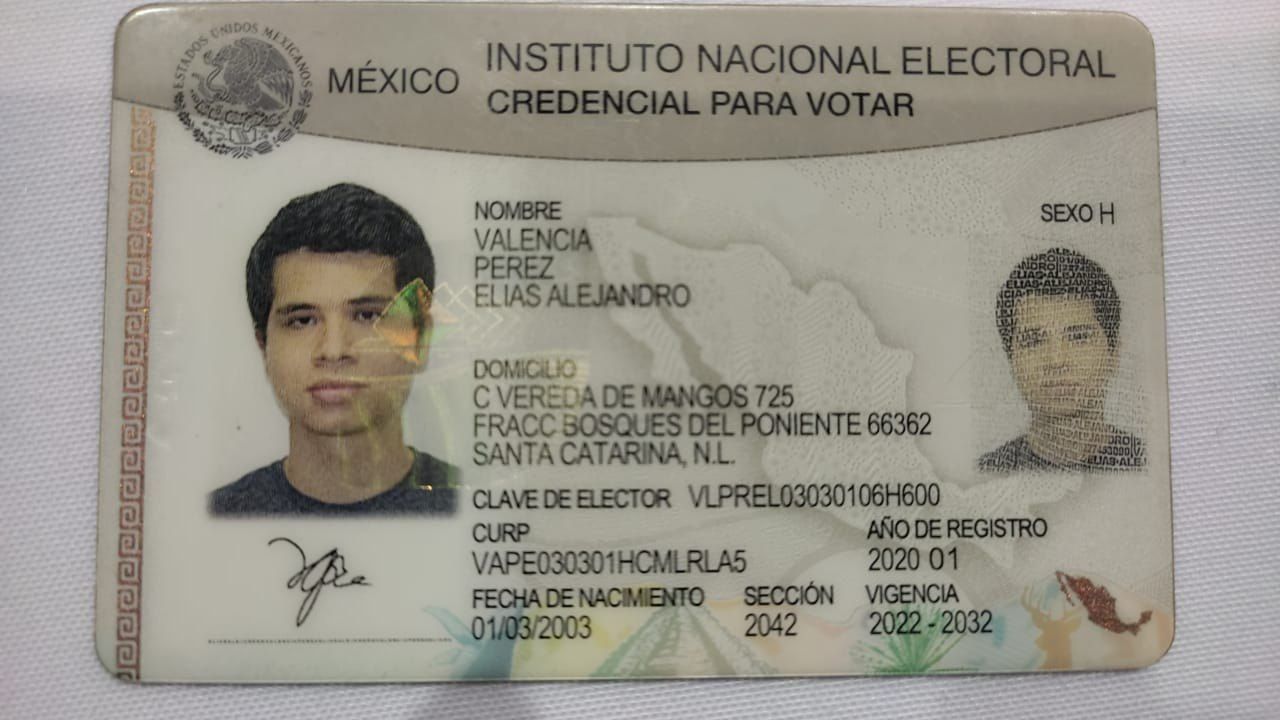 ESTADOS UNIDOS MEXICANOS
MÉXICO
INSTITUTO NACIONAL ELECTORAL
CREDENCIAL PARA VOTAR
NOMBRE
VALENCIA
PEREZ
ELIAS ALEJANDRO
SEXO H
DOMICILIO
C VEREDA DE MANGOS 725
FRACC BOSQUES DEL PONIENTE 66362
SANTA CATARINA, N.L.
CLAVE DE ELECTOR VLPREL03030106H600
CURP
VAPE030301HCMLRLA5
AÑO DE REGISTRO
2020 01
FECHA DE NACIMIENTO
01/03/2003
SECCIÓN
2042
VIGENCIA
2022 - 2032